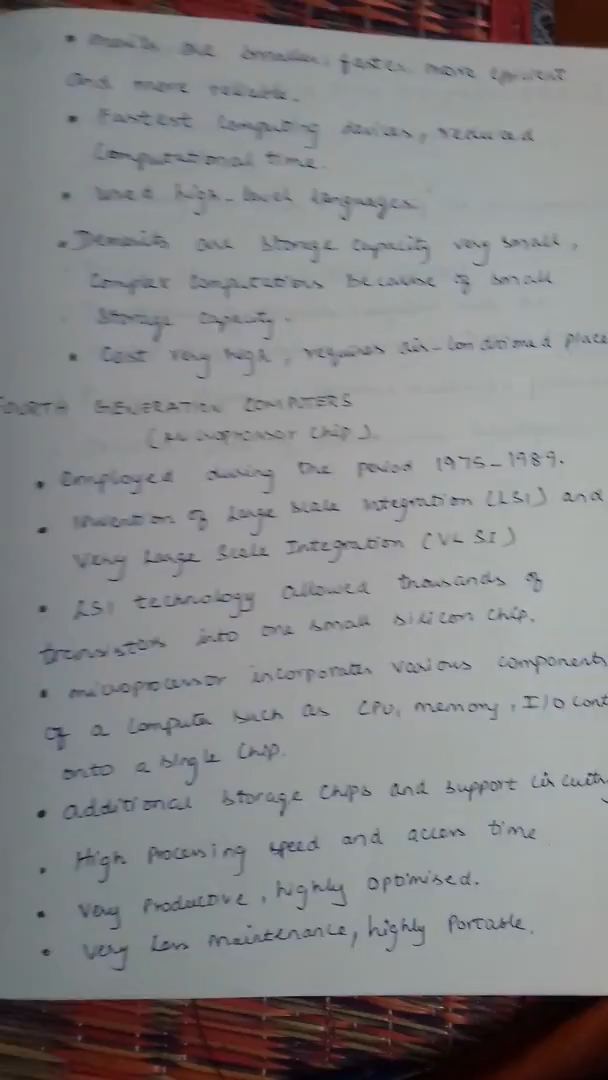 • Merits are smaller, faster, more efficient
and more reliable.
• Fastest computing devices, reduced
Computational time.
• used high-level languages
• Demerits are storage capacity very small,
Complex computations because of small
Storage Capacity.
• Cost very high, requires air-conditioned place
FOURTH GENERATION COMPUTERS
(Microprocessor chip).
• Employed during the period 1975-1989.
• Invention of Large Scale Integration (LSI) and
Very Large Scale Integration (VLSI)
• LSI technology allowed thousands of
transistors into one small silicon chip.
• microprocessor incorporates various components
of a computer such as CPU, memory, I/O cont
onto a single chip.
• additional storage chips and support circuitry
• High Processing speed and access time
• Very Productive, highly optimised.
• Very Less maintenance, highly Portable.